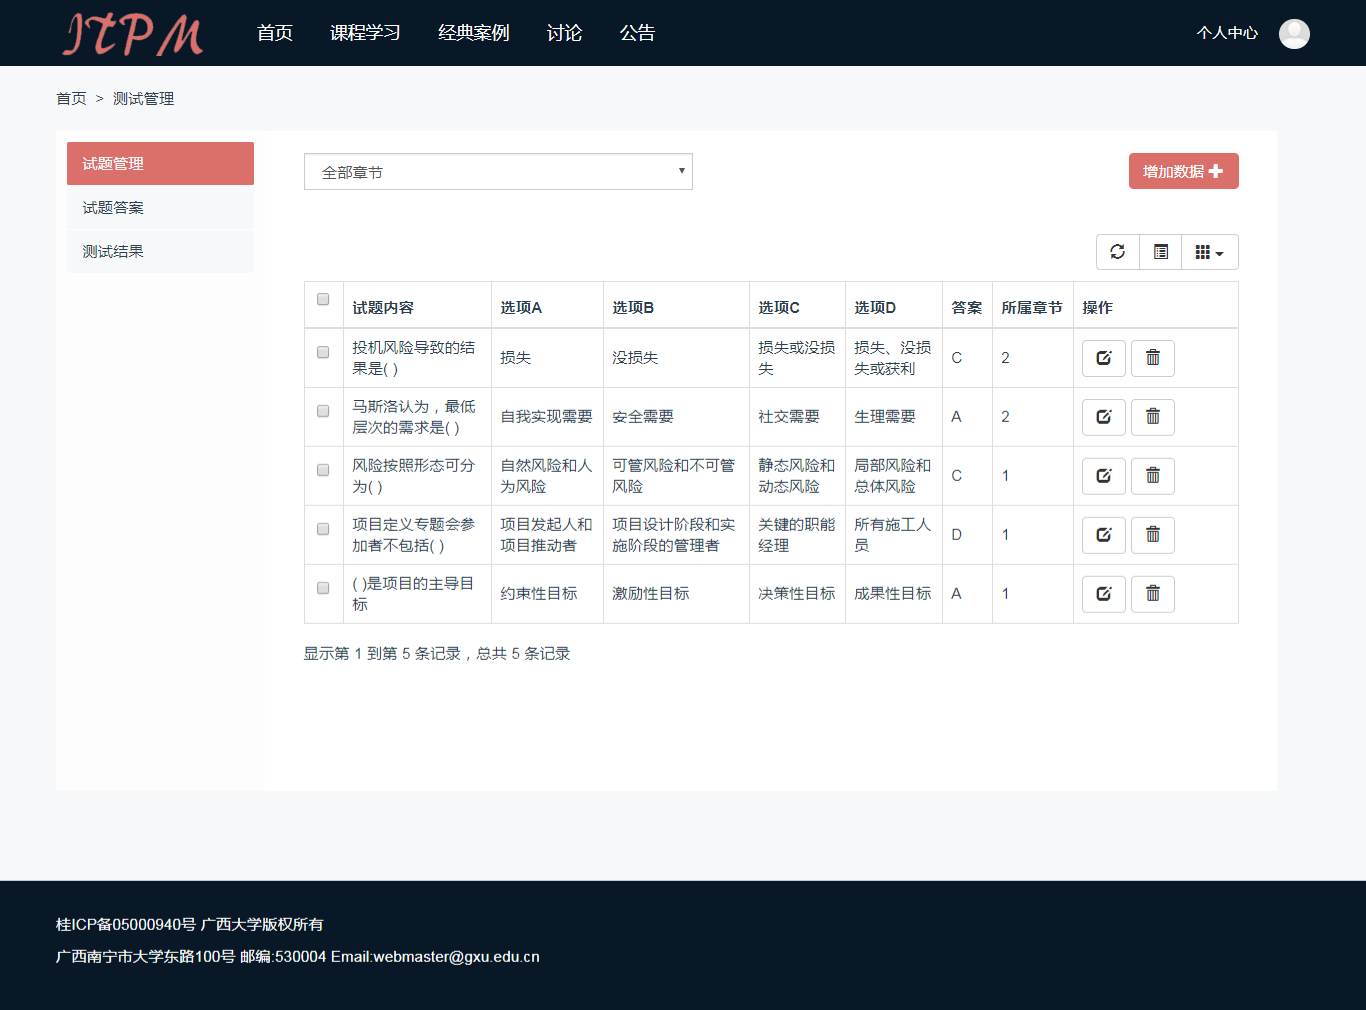 ITPM 首页 课程学习 经典案例 讨论 公告 个人中心
首页 > 测试管理
试题管理
试题答案
测试结果
全部章节
增加数据
试题内容 选项A 选项B 选项C 选项D 答案 所属章节 操作
投机风险导致的结果是( ) 损失 没损失 损失或没损失 损失、没损失或获利 C 2
马斯洛认为，最低层次的需求是( ) 自我实现需要 安全需要 社交需要 生理需要 A 2
风险按照形态可分为( ) 自然风险和人为风险 可管风险和不可管风险 静态风险和动态风险 局部风险和总体风险 C 1
项目定义专题会参加者不包括( ) 项目发起人和项目推动者 项目设计阶段和实施阶段的管理者 关键的职能经理 所有施工人员 D 1
( )是项目的主导目标 约束性目标 激励性目标 决策性目标 成果性目标 A 1
显示第 1 到第 5 条记录，总共 5 条记录
桂ICP备05000940号 广西大学版权所有
广西南宁市大学东路100号 邮编:530004 Email:webmaster@gxu.edu.cn